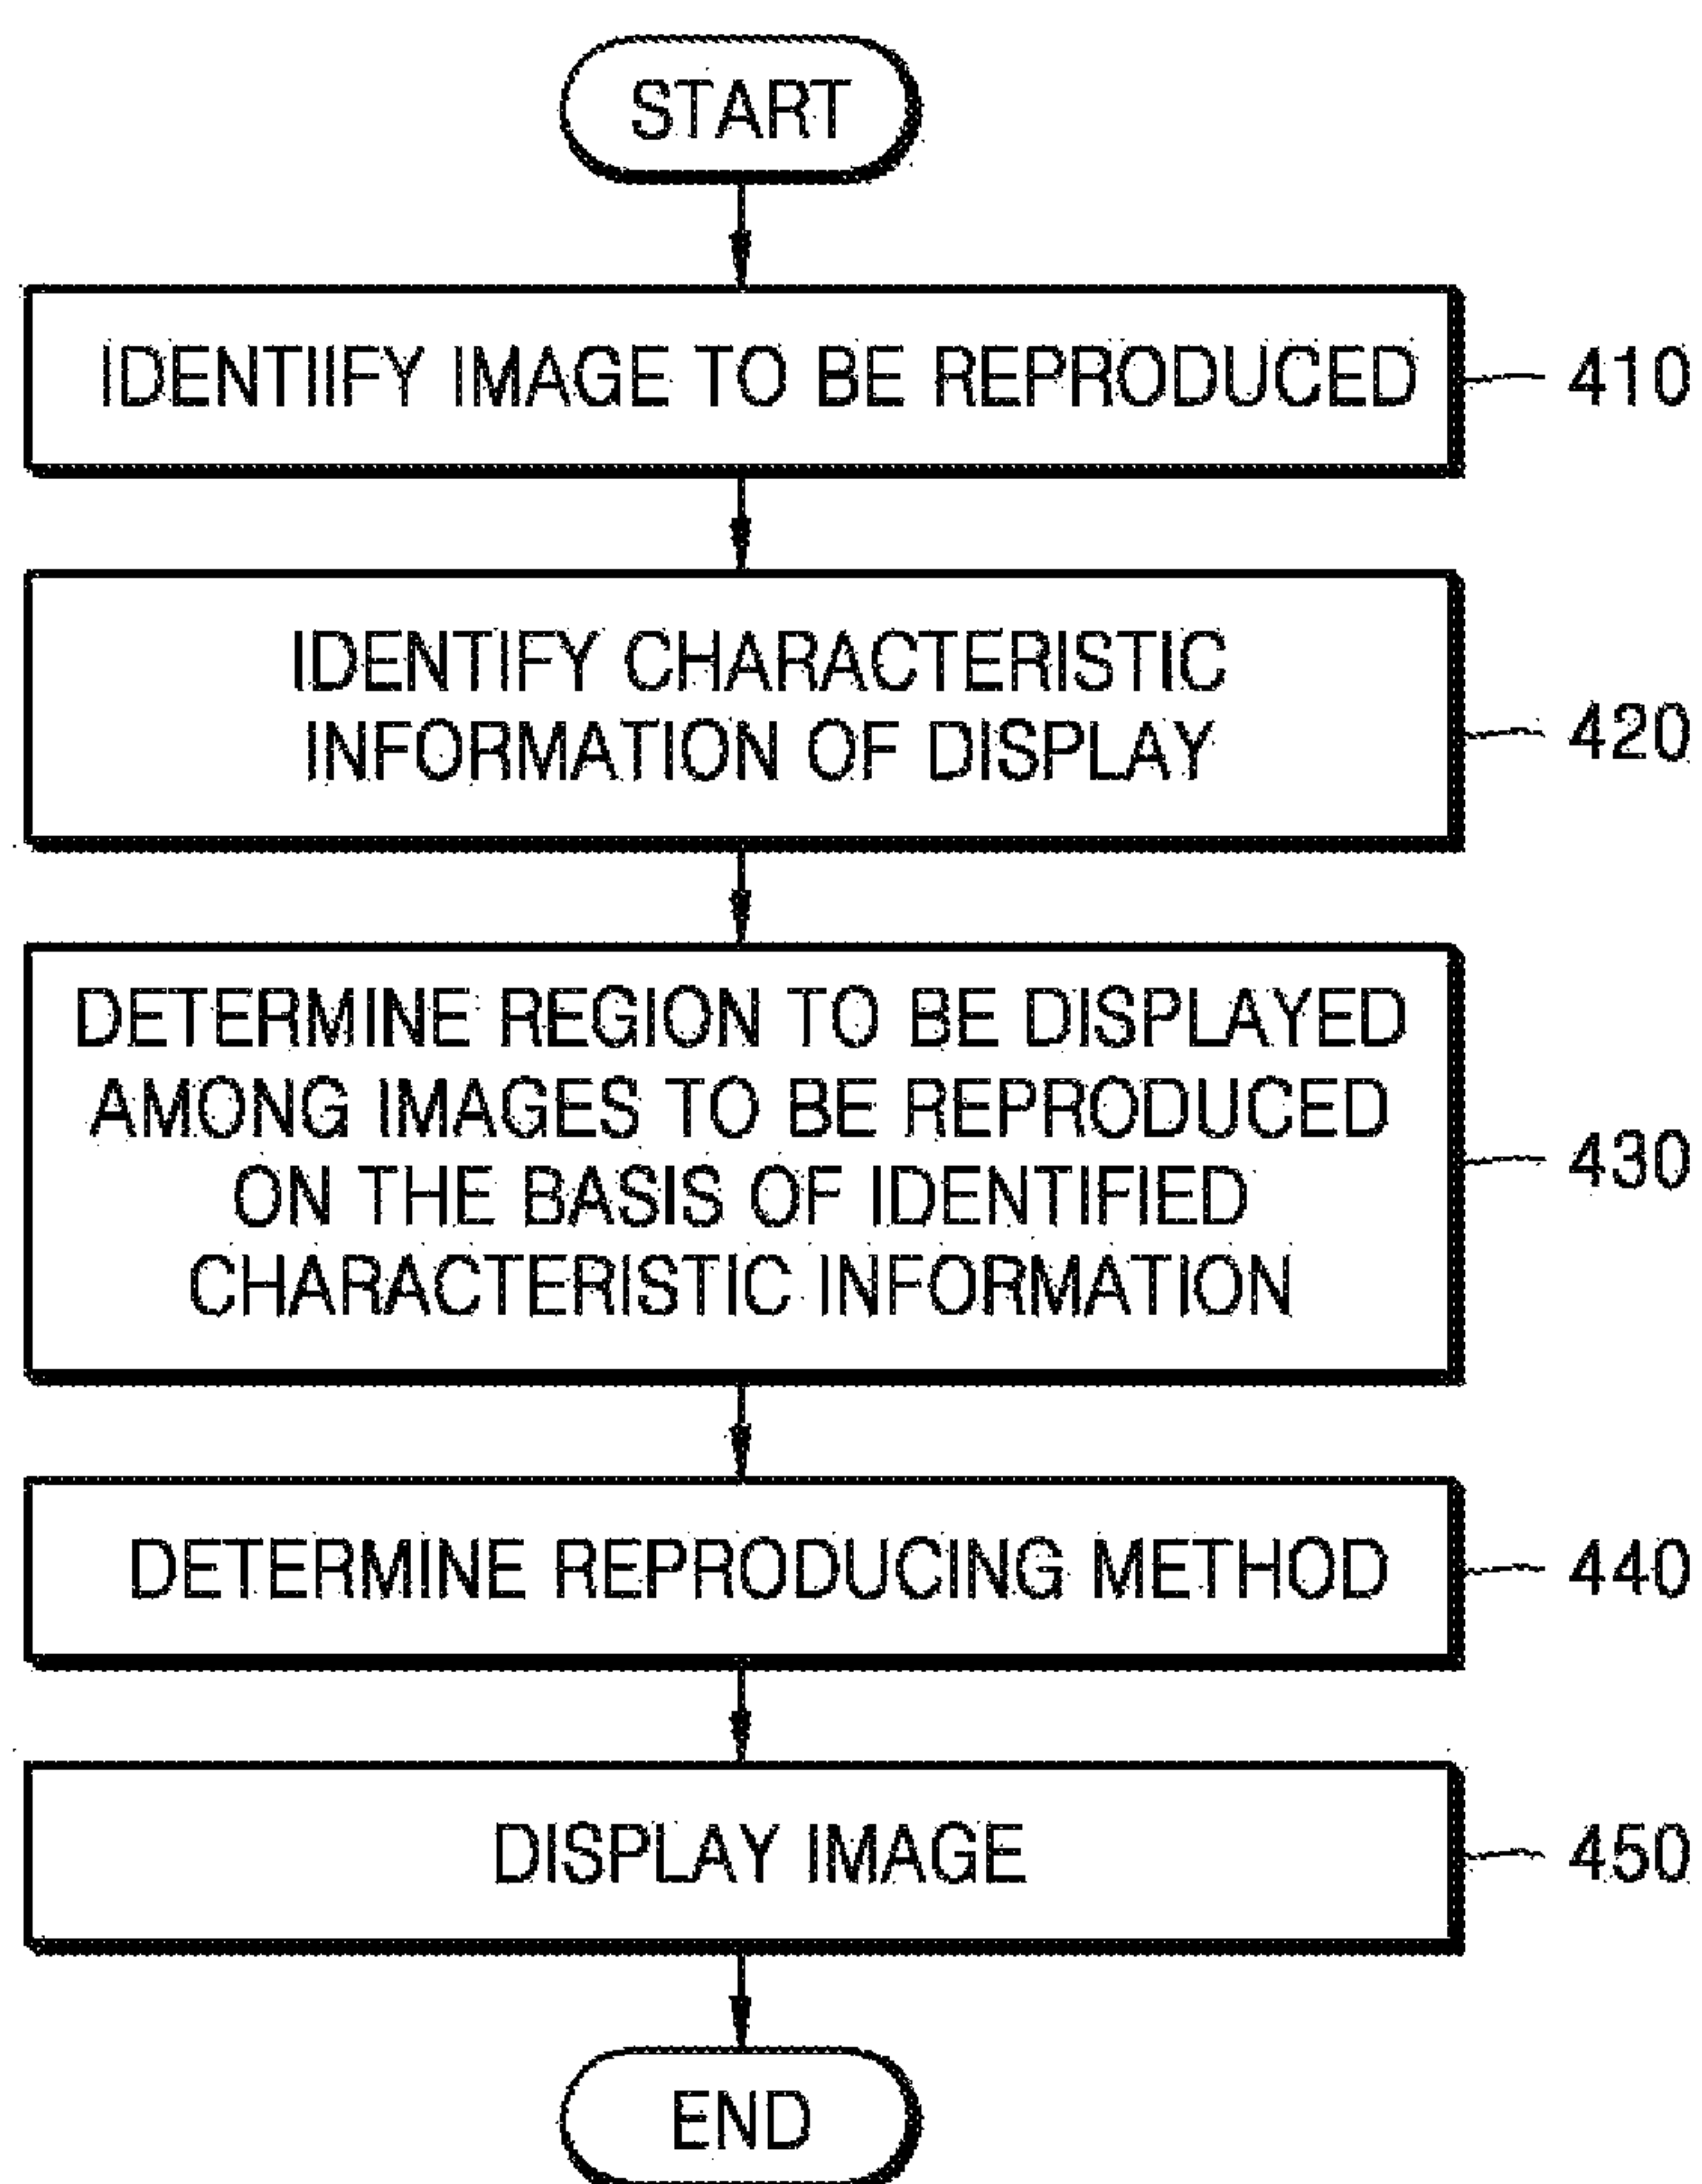 START
IDENTIIFY IMAGE TO BE REPRODUCED
410
IDENTIFY CHARACTERISTIC
INFORMATION OF DISPLAY
420
DETERMINE REGION TO BE DISPLAYED
AMONG IMAGES TO BE REPRODUCED
ON THE BASIS OF IDENTIFIED
CHARACTERISTIC INFORMATION
430
DETERMINE REPRODUCING METHOD
440
DISPLAY IMAGE
450
END